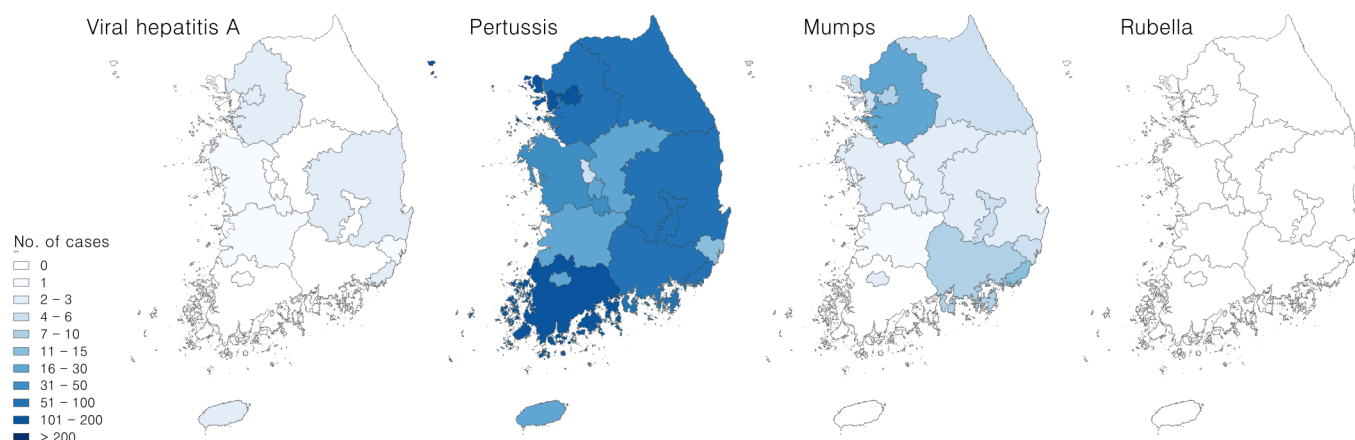 Viral hepatitis A
Pertussis
Mumps
Rubella
No. of cases
0
1
2 – 3
4 – 6
7 – 10
11 – 15
16 – 30
31 – 50
51 – 100
101 – 200
> 200